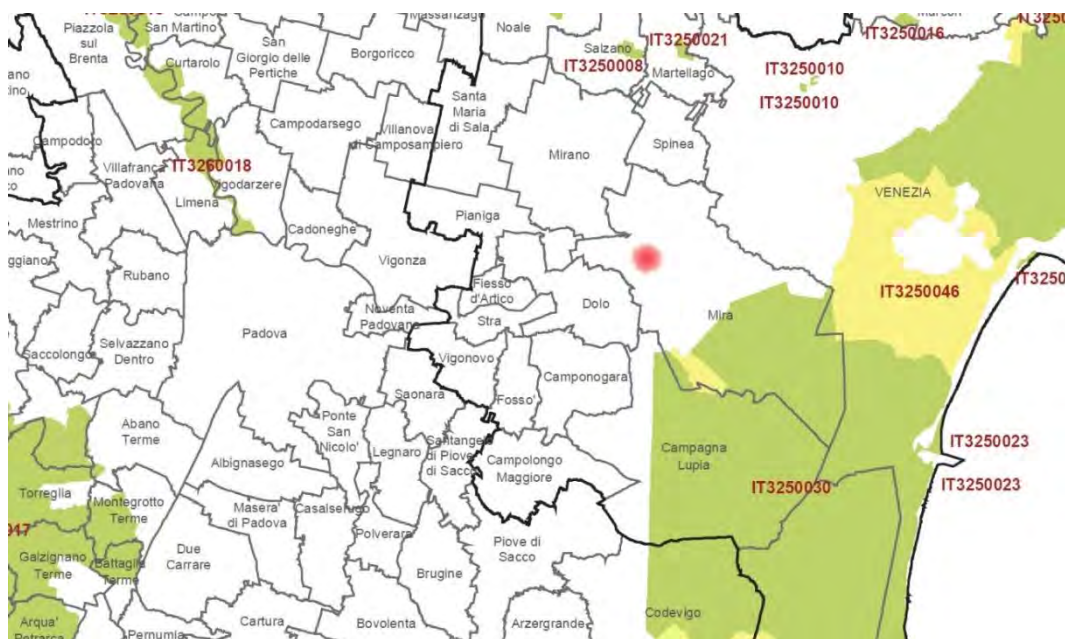 San Martino
Piazzola
sul
Brenta
Curtarolo
San
Giorgio delle
Pertiche
Borgoricco
Massanzago
Noale
Salzano
IT3250008
IT3250021
Martellago
IT3250016
IT3250010
IT3250010
Santa
Maria
di Sala
Campodarsego
Villanova
di Camposampiero
Mirano
Spinea
Campodoro
Villafranca
Padovana
IT3260018
Vigodarzere
Limena
VENEZIA
Mestrino
Pianiga
Cadoneghe
Vigonza
Rubano
Fiesso
d'Artico
Dolo
IT3250046
Noventa
Padovana
Stra
Mira
Padova
Saccolongo
Selvazzano
Dentro
Vigonovo
Camponogara
Saonara
Fosso'
Abano
Terme
Ponte
San
Nicolo'
Legnaro
Santangelo
di Piove
di Sacco
Albignasego
Campolongo
Maggiore
Campagna
Lupia
IT3250023
IT3250023
IT3250030
Torreglia
Montegrotto
Terme
Masera'
di Padova
Casalserugo
Polverara
Piove di
Sacco
Galzignano
Terme
Battaglia
Terme
Due
Carrare
Brugine
Arqua'
Petrarca
Pernumia
Cartura
Bovolenta
Arzergrande
Codevigo